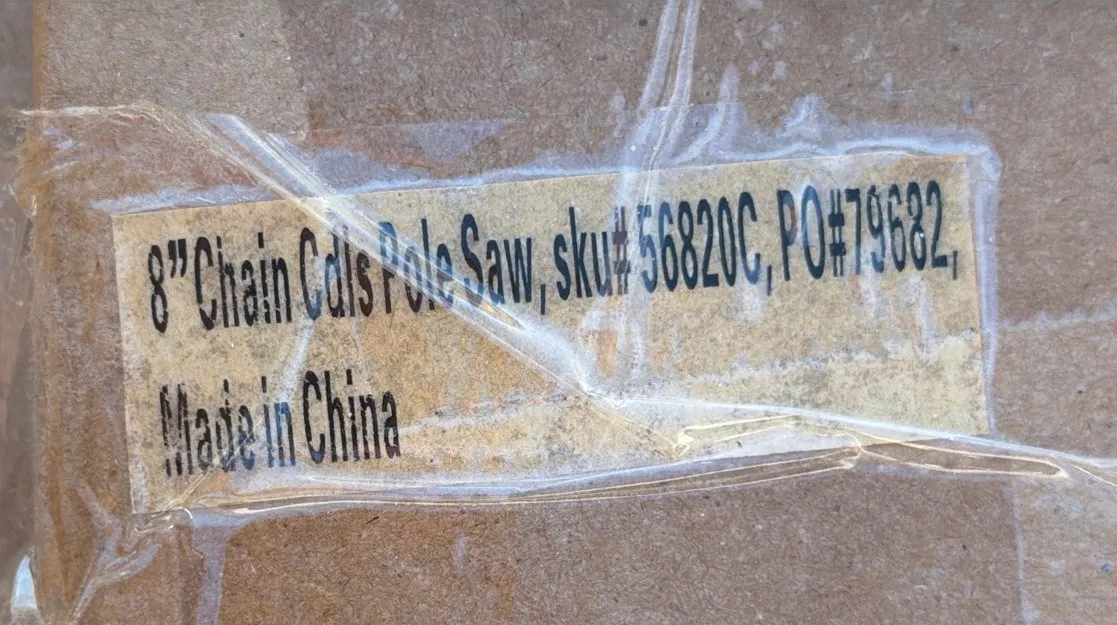 8” Chain Cdls Pole Saw, sku# 56820C, PO#79682,
Made in China